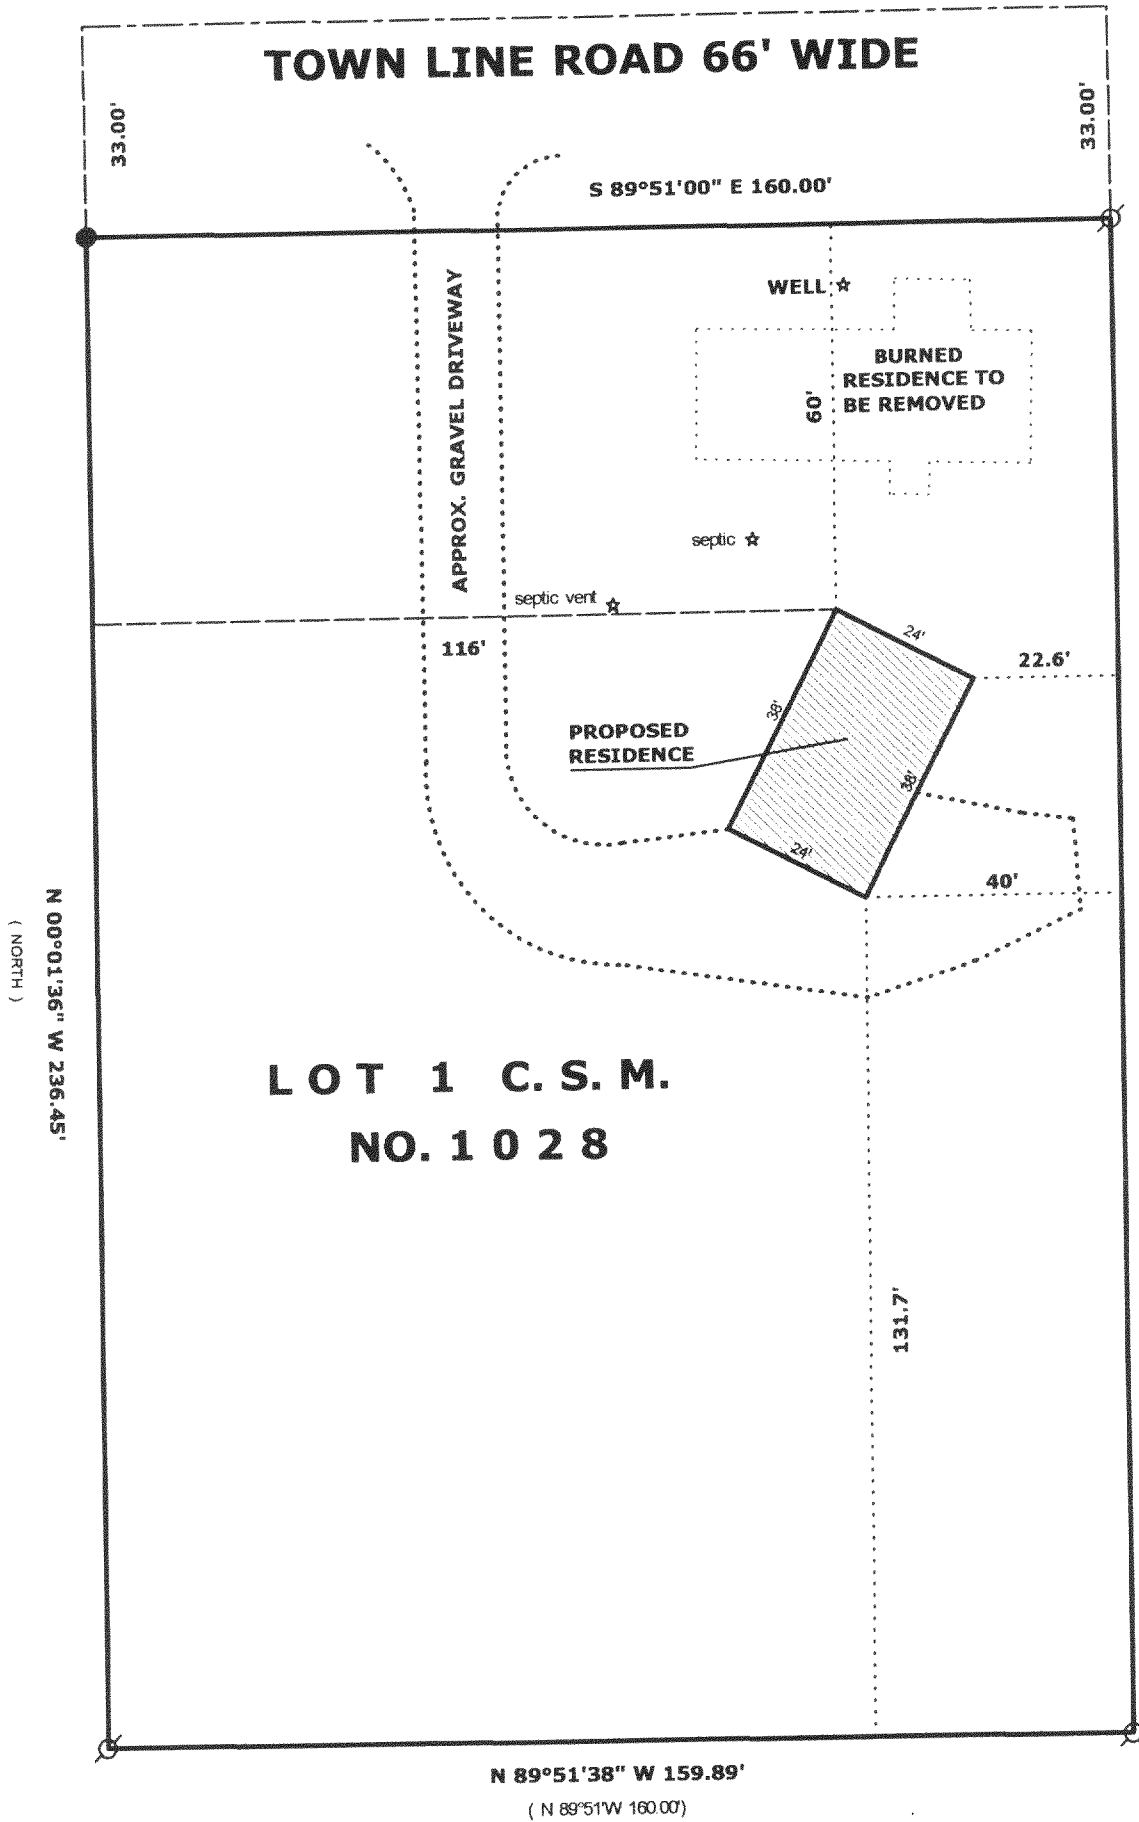 TOWN LINE ROAD 66' WIDE
33.00'
33.00'
S 89°51'00" E 160.00'
APPROX. GRAVEL DRIVEWAY
WELL
BURNED
RESIDENCE TO
BE REMOVED
60'
septic
septic vent
116'
24'
22.6'
38'
PROPOSED
RESIDENCE
38'
24'
40'
N 00°01'36" W 236.45'
( NORTH )
LOT 1 C.S.M.
NO. 1028
131.7'
N 89°51'38" W 159.89'
( N 89°51'W 160.00')